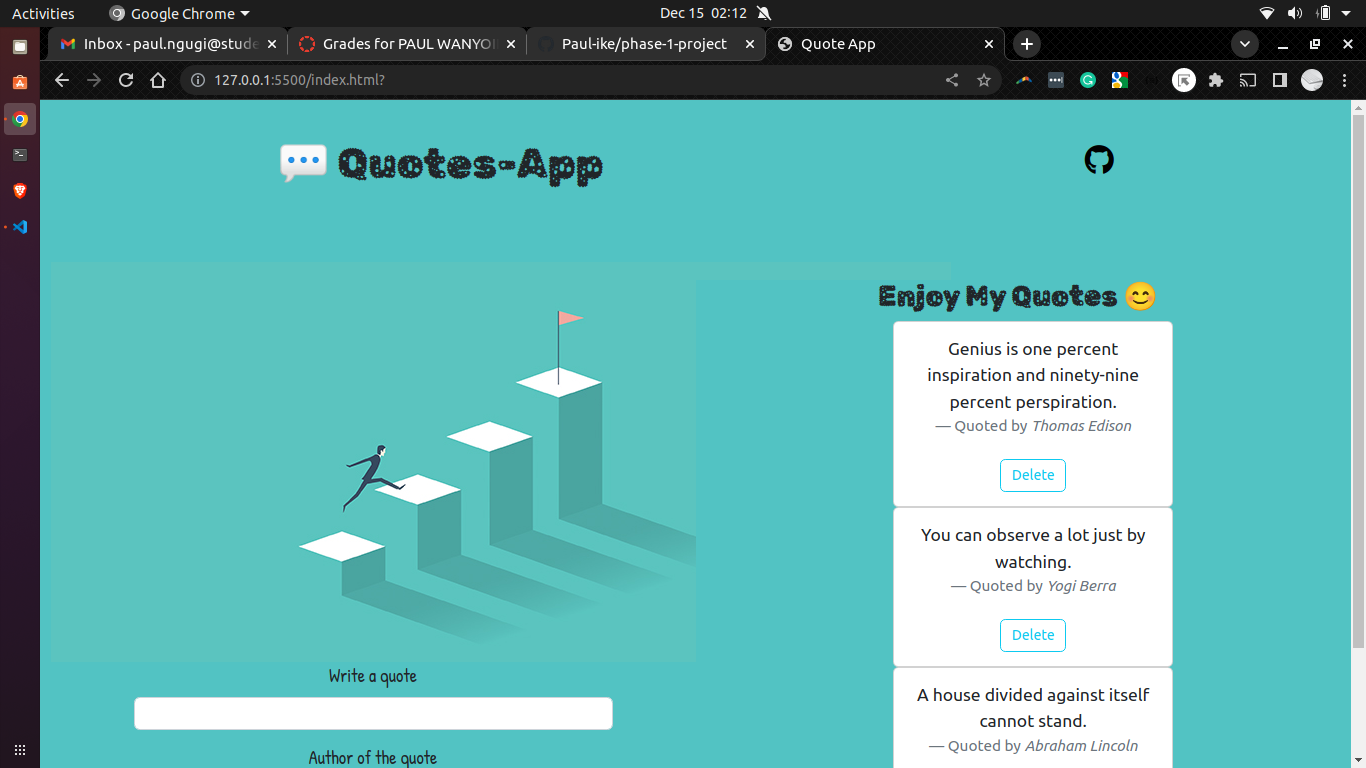 Activities
Google Chrome
Dec 15 02:12
Inbox - paul.ngugi@stude
Grades for PAUL WANYOI
Paul-ike/phase-1-project
Quote App
127.0.0.1:5500/index.html?
💬 Quotes-App
Enjoy My Quotes 😊
Genius is one percent
inspiration and ninety-nine
percent perspiration.
— Quoted by Thomas Edison
Delete
You can observe a lot just by
watching.
— Quoted by Yogi Berra
Delete
A house divided against itself
cannot stand.
— Quoted by Abraham Lincoln
Write a quote
Author of the quote